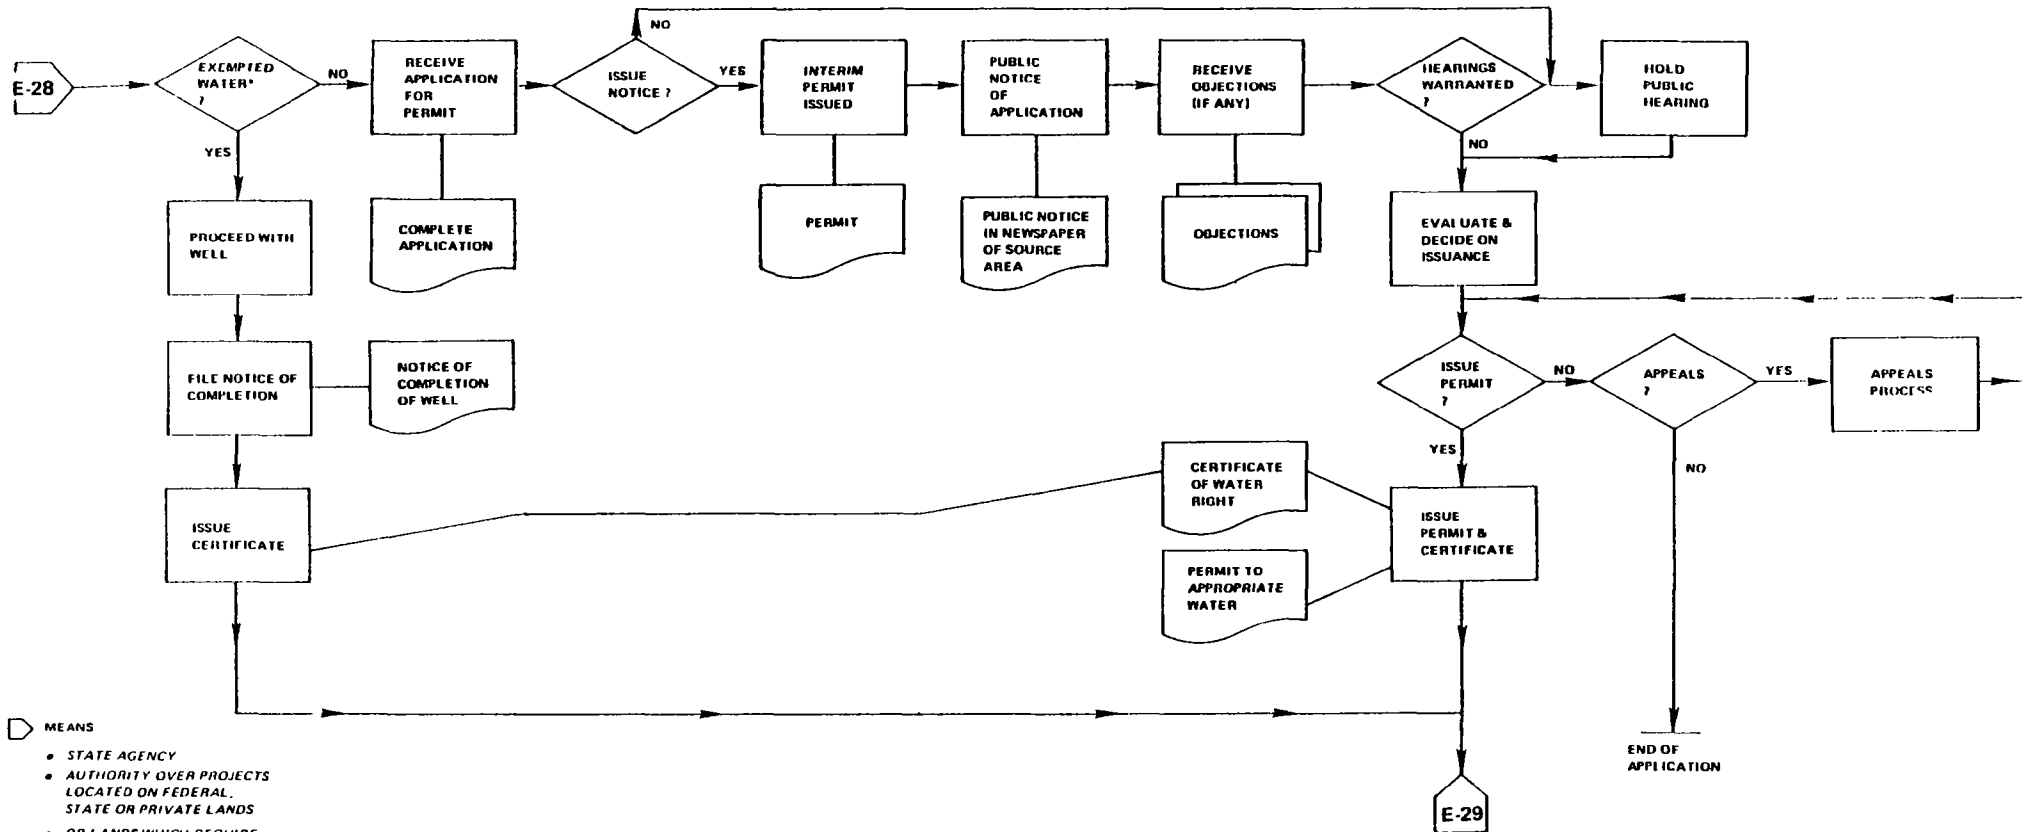 E-28
EXEMPTED
WATER*
?
NO
YES
RECEIVE
APPLICATION
FOR
PERMIT
COMPLETE
APPLICATION
ISSUE
NOTICE ?
NO
YES
INTERIM
PERMIT
ISSUED
PERMIT
PUBLIC
NOTICE
OF
APPLICATION
PUBLIC NOTICE
IN NEWSPAPER
OF SOURCE
AREA
RECEIVE
OBJECTIONS
(IF ANY)
OBJECTIONS
HEARINGS
WARRANTED
?
NO
HOLD
PUBLIC
HEARING
EVALUATE &
DECIDE ON
ISSUANCE
PROCEED WITH
WELL
FILE NOTICE OF
COMPLETION
NOTICE OF
COMPLETION
OF WELL
ISSUE
CERTIFICATE
ISSUE
PERMIT
?
NO
YES
APPEALS
?
YES
NO
APPEALS
PROCESS
CERTIFICATE
OF WATER
RIGHT
PERMIT TO
APPROPRIATE
WATER
ISSUE
PERMIT &
CERTIFICATE
END OF
APPLICATION
E-29
MEANS
• STATE AGENCY
• AUTHORITY OVER PROJECTS
LOCATED ON FEDERAL,
STATE OR PRIVATE LANDS
• OR LANDS WHICH REQUIRE